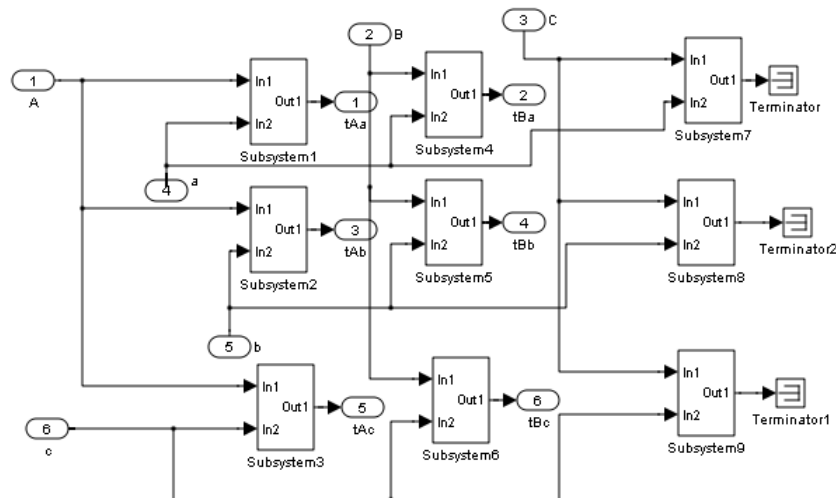 3
C
2
B
1
A
In1
In2
Out1
Subsystem1
1
tAa
In1
In2
Out1
Subsystem4
2
tBa
In1
In2
Out1
Subsystem7
Terminator
4
a
In1
In2
Out1
Subsystem2
3
tAb
In1
In2
Out1
Subsystem5
4
tBb
In1
In2
Out1
Subsystem8
Terminator2
5
b
In1
In2
Out1
Subsystem3
5
tAc
In1
In2
Out1
Subsystem6
6
tBc
In1
In2
Out1
Subsystem9
Terminator1
6
c